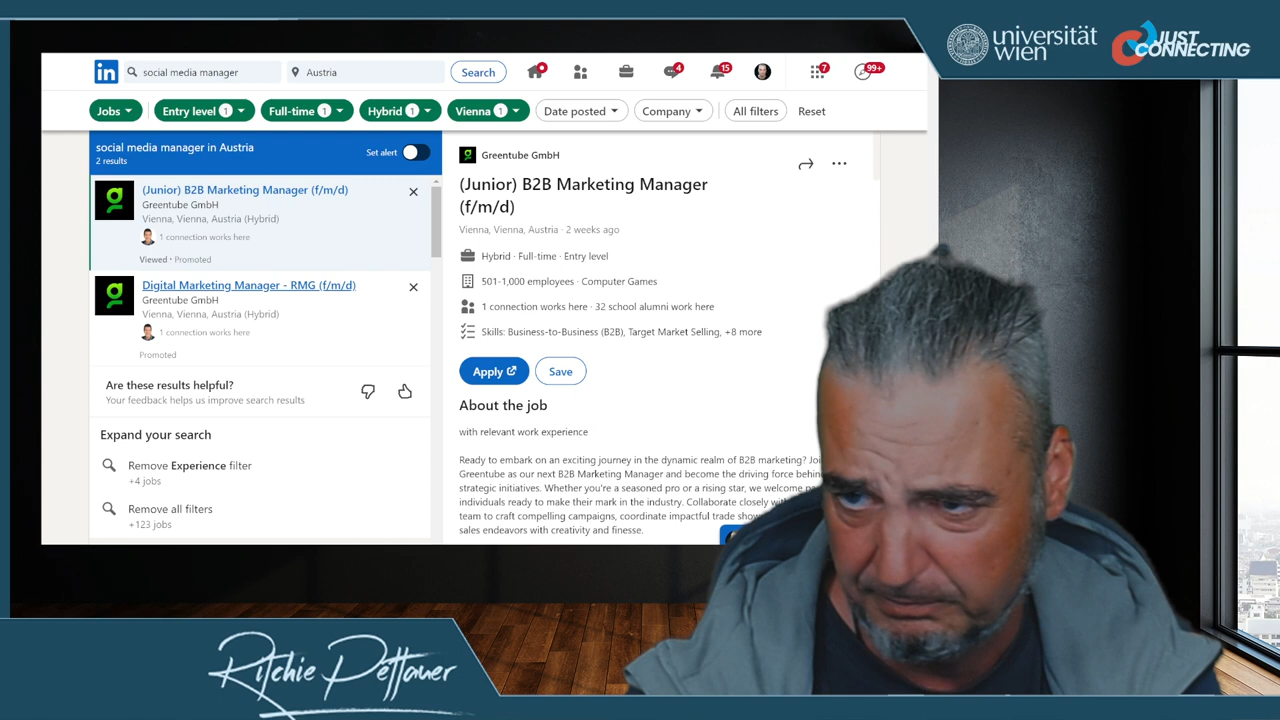 universität
wien
JUST
CONNECTING
in
social media manager
Austria
Search
4
15
7
99+
Jobs
Entry level 1
Full-time 1
Hybrid 1
Vienna 1
Date posted
Company
All filters
Reset
social media manager in Austria
2 results
Set alert
(Junior) B2B Marketing Manager (f/m/d)
Greentube GmbH
Vienna, Vienna, Austria (Hybrid)
1 connection works here
Viewed · Promoted
Digital Marketing Manager - RMG (f/m/d)
Greentube GmbH
Vienna, Vienna, Austria (Hybrid)
1 connection works here
Promoted
Are these results helpful?
Your feedback helps us improve search results
Expand your search
Remove Experience filter
+4 jobs
Remove all filters
+123 jobs
Greentube GmbH
(Junior) B2B Marketing Manager
(f/m/d)
Vienna, Vienna, Austria · 2 weeks ago
Hybrid · Full-time · Entry level
501-1,000 employees · Computer Games
1 connection works here · 32 school alumni work here
Skills: Business-to-Business (B2B), Target Market Selling, +8 more
Apply
Save
About the job
with relevant work experience
Ready to embark on an exciting journey in the dynamic realm of B2B marketing?
Greentube as our next B2B Marketing Manager and become the driving force
strategic initiatives. Whether you're a seasoned pro or a rising star, we welcome
individuals ready to make their mark in the industry. Collaborate closely
team to craft compelling campaigns, coordinate impactful trade
sales endeavors with creativity and finesse.
Ritchie Pettauer